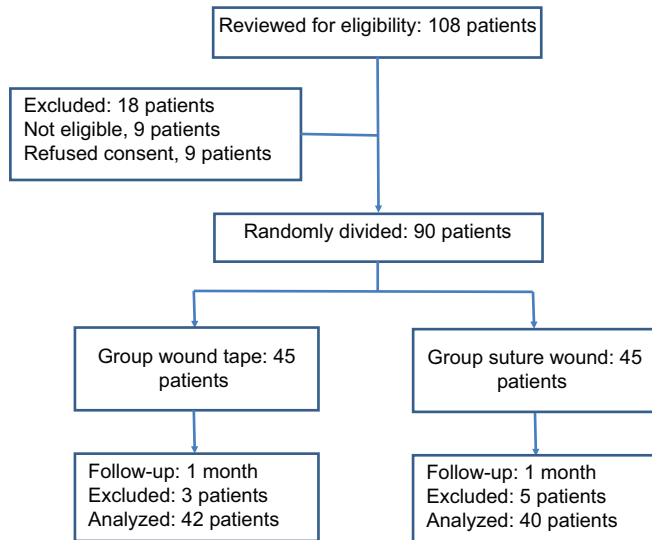 Reviewed for eligibility: 108 patients
Excluded: 18 patients
Not eligible, 9 patients
Refused consent, 9 patients
Randomly divided: 90 patients
Group wound tape: 45
patients
Group suture wound: 45
patients
Follow-up: 1 month
Excluded: 3 patients
Analyzed: 42 patients
Follow-up: 1 month
Excluded: 5 patients
Analyzed: 40 patients